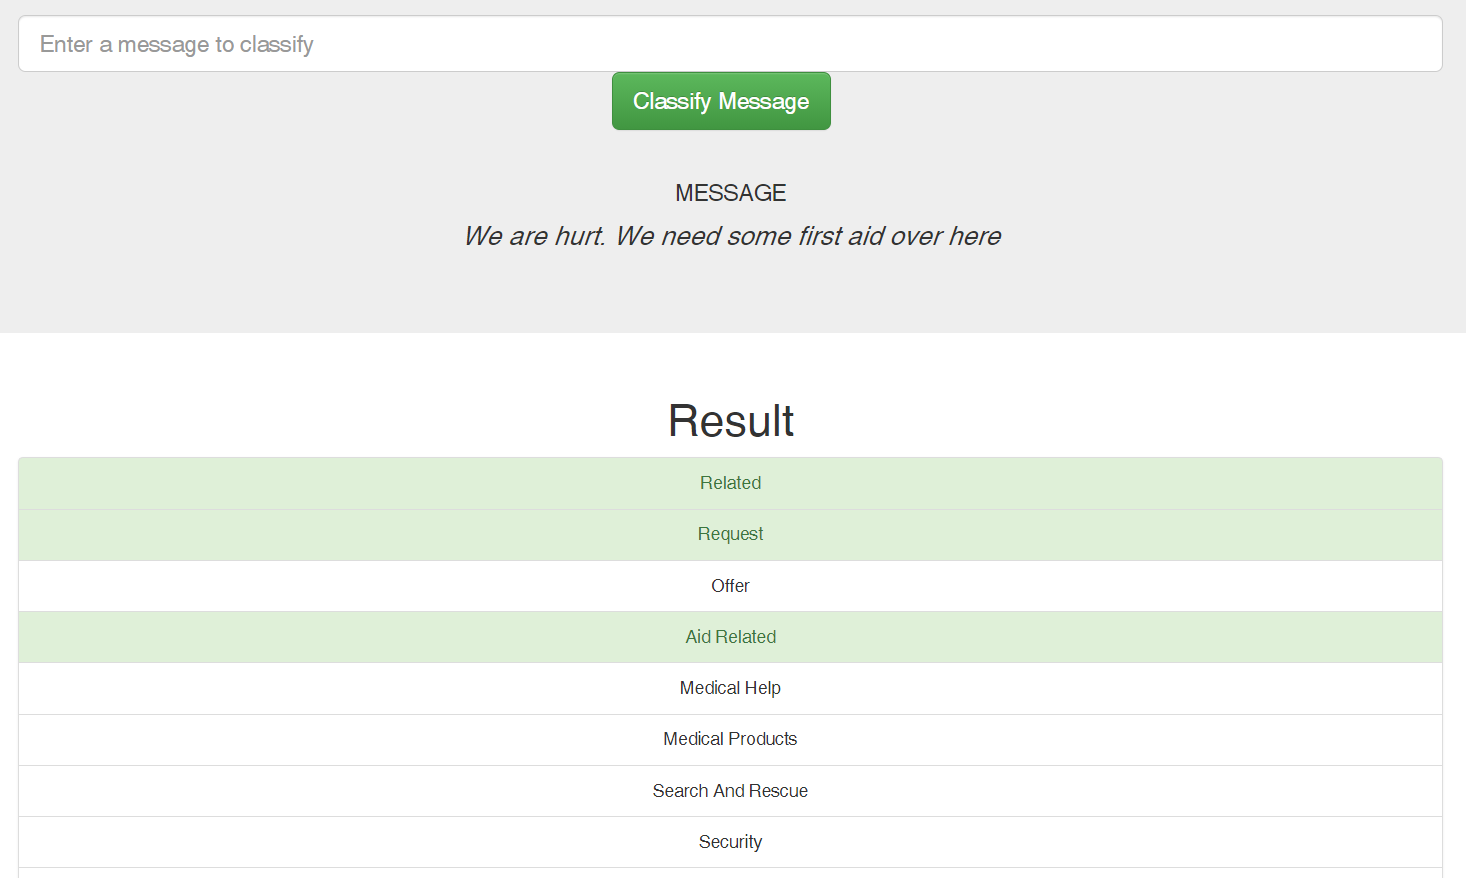 Enter a message to classify
Classify Message
MESSAGE
We are hurt. We need some first aid over here
Result
Related
Request
Offer
Aid Related
Medical Help
Medical Products
Search And Rescue
Security